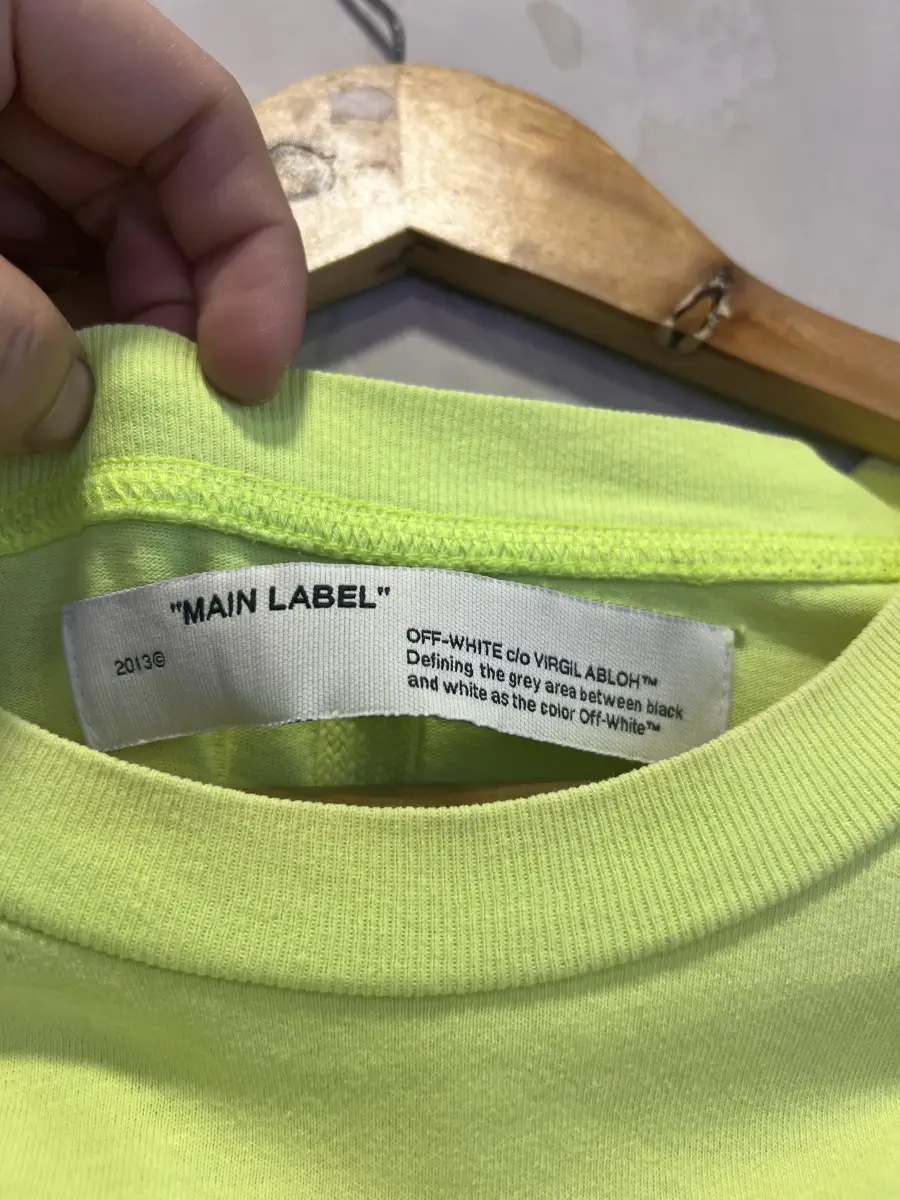 "MAIN LABEL"
2013©
OFF-WHITE c/o VIRGIL ABLOH™
Defining the grey area between black
and white as the color Off-White™